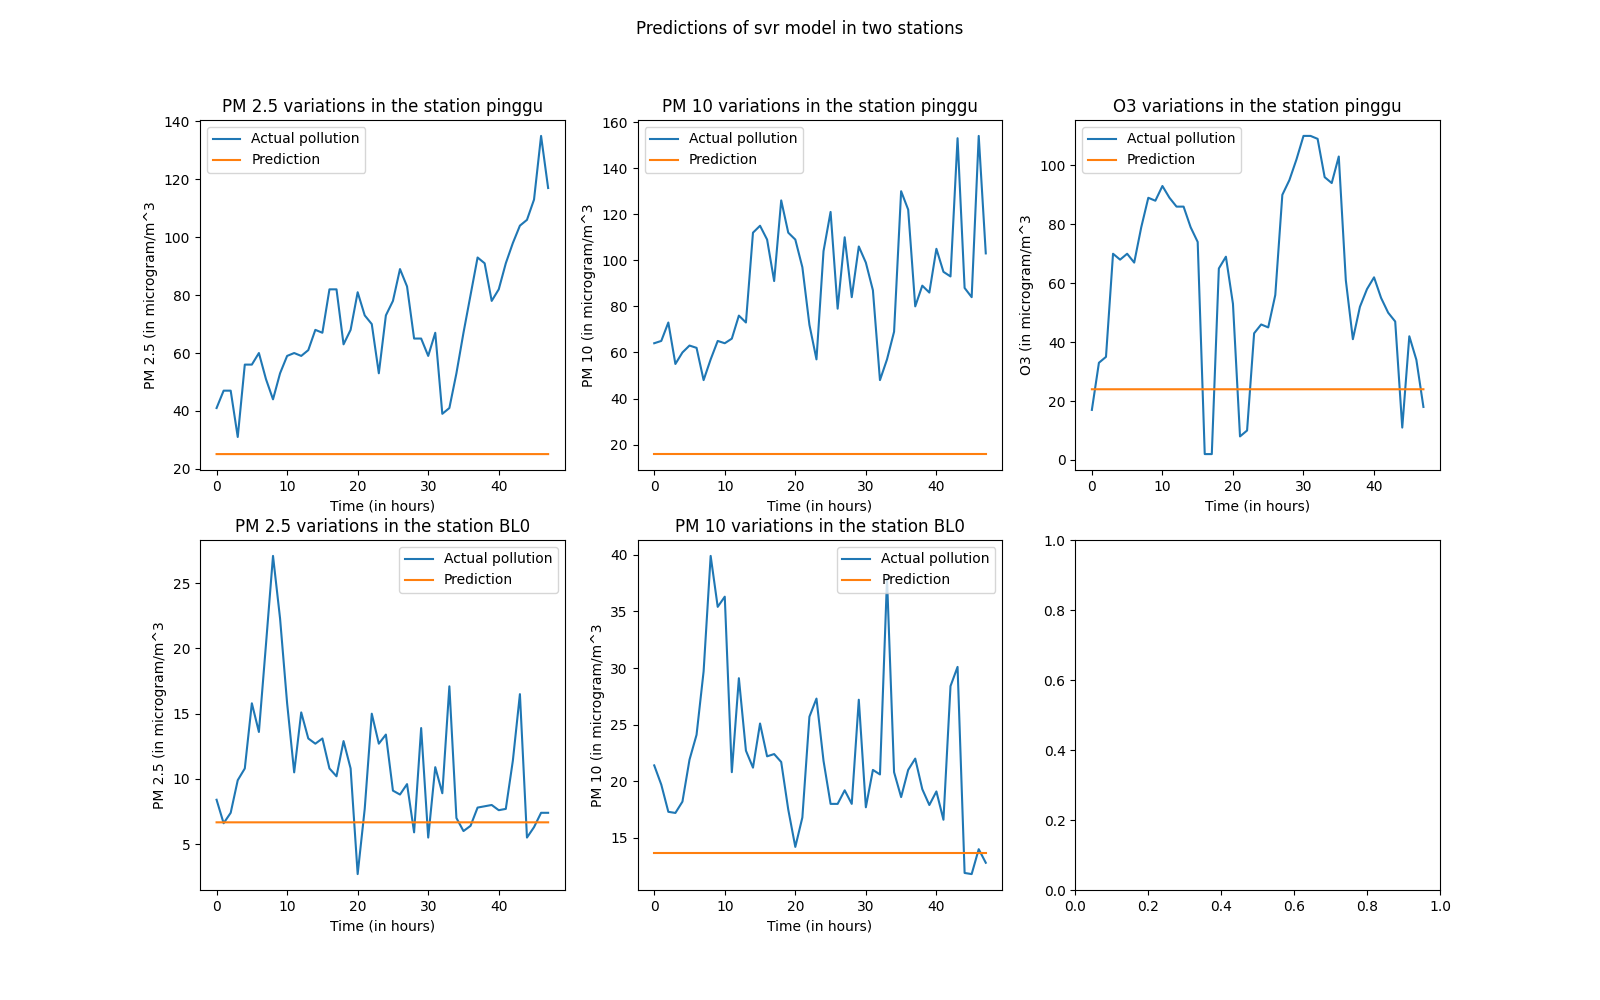 Predictions of svr model in two stations
PM 2.5 variations in the station pinggu
PM 2.5 (in microgram/m^3
140
120
100
80
60
40
20
Actual pollution
Prediction
0 10 20 30 40
Time (in hours)
PM 10 variations in the station pinggu
PM 10 (in microgram/m^3
160
140
120
100
80
60
40
20
Actual pollution
Prediction
0 10 20 30 40
Time (in hours)
O3 variations in the station pinggu
O3 (in microgram/m^3
100
80
60
40
20
0
Actual pollution
Prediction
0 10 20 30 40
Time (in hours)
PM 2.5 variations in the station BL0
PM 2.5 (in microgram/m^3
25
20
15
10
5
Actual pollution
Prediction
0 10 20 30 40
Time (in hours)
PM 10 variations in the station BL0
PM 10 (in microgram/m^3
40
35
30
25
20
15
Actual pollution
Prediction
0 10 20 30 40
Time (in hours)
1.0
0.8
0.6
0.4
0.2
0.0
0.0 0.2 0.4 0.6 0.8 1.0